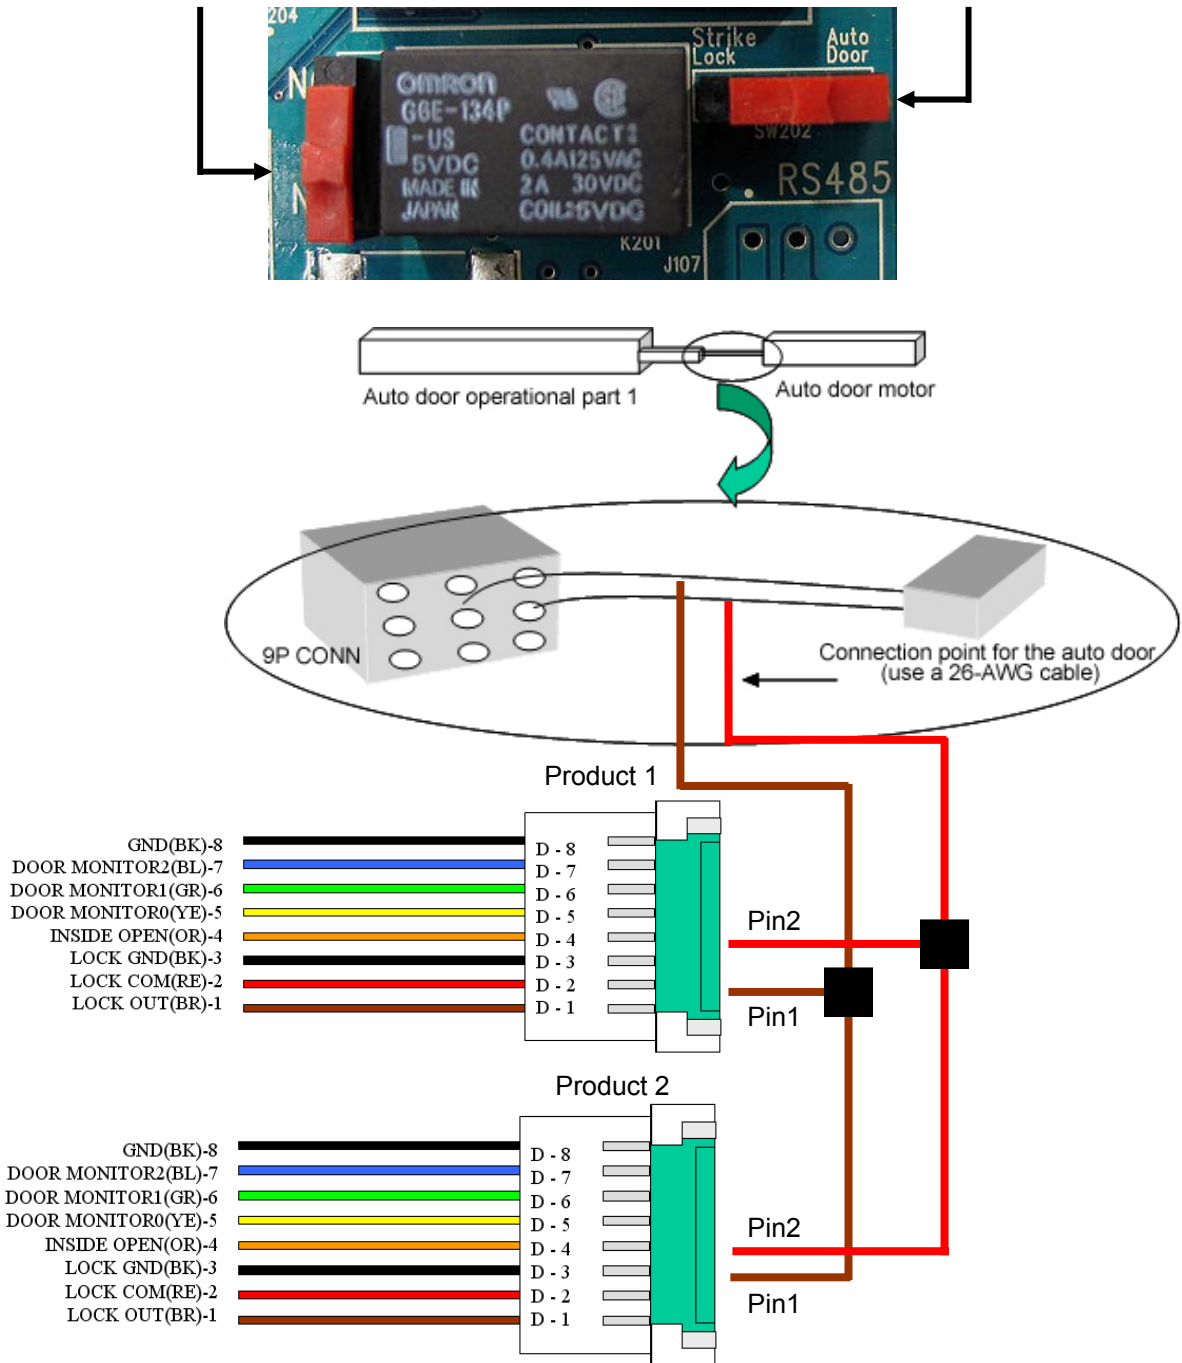 204
Strike
Lock
Auto
Door
OMRON
G6E-134P
-US
5VDC
MADE IN
JAPAN
CONTACT:
0.4A125VAC
2A 30VDC
COIL:5VDC
SW202
RS485
K201
J107
Auto door operational part 1
Auto door motor
9P CONN
Connection point for the auto door
(use a 26-AWG cable)
Product 1
GND(BK)-8
DOOR MONITOR2(BL)-7
DOOR MONITOR1(GR)-6
DOOR MONITOR0(YE)-5
INSIDE OPEN(OR)-4
LOCK GND(BK)-3
LOCK COM(RE)-2
LOCK OUT(BR)-1
D - 8
D - 7
D - 6
D - 5
D - 4
D - 3
D - 2
D - 1
Pin2
Pin1
Product 2
GND(BK)-8
DOOR MONITOR2(BL)-7
DOOR MONITOR1(GR)-6
DOOR MONITOR0(YE)-5
INSIDE OPEN(OR)-4
LOCK GND(BK)-3
LOCK COM(RE)-2
LOCK OUT(BR)-1
D - 8
D - 7
D - 6
D - 5
D - 4
D - 3
D - 2
D - 1
Pin2
Pin1